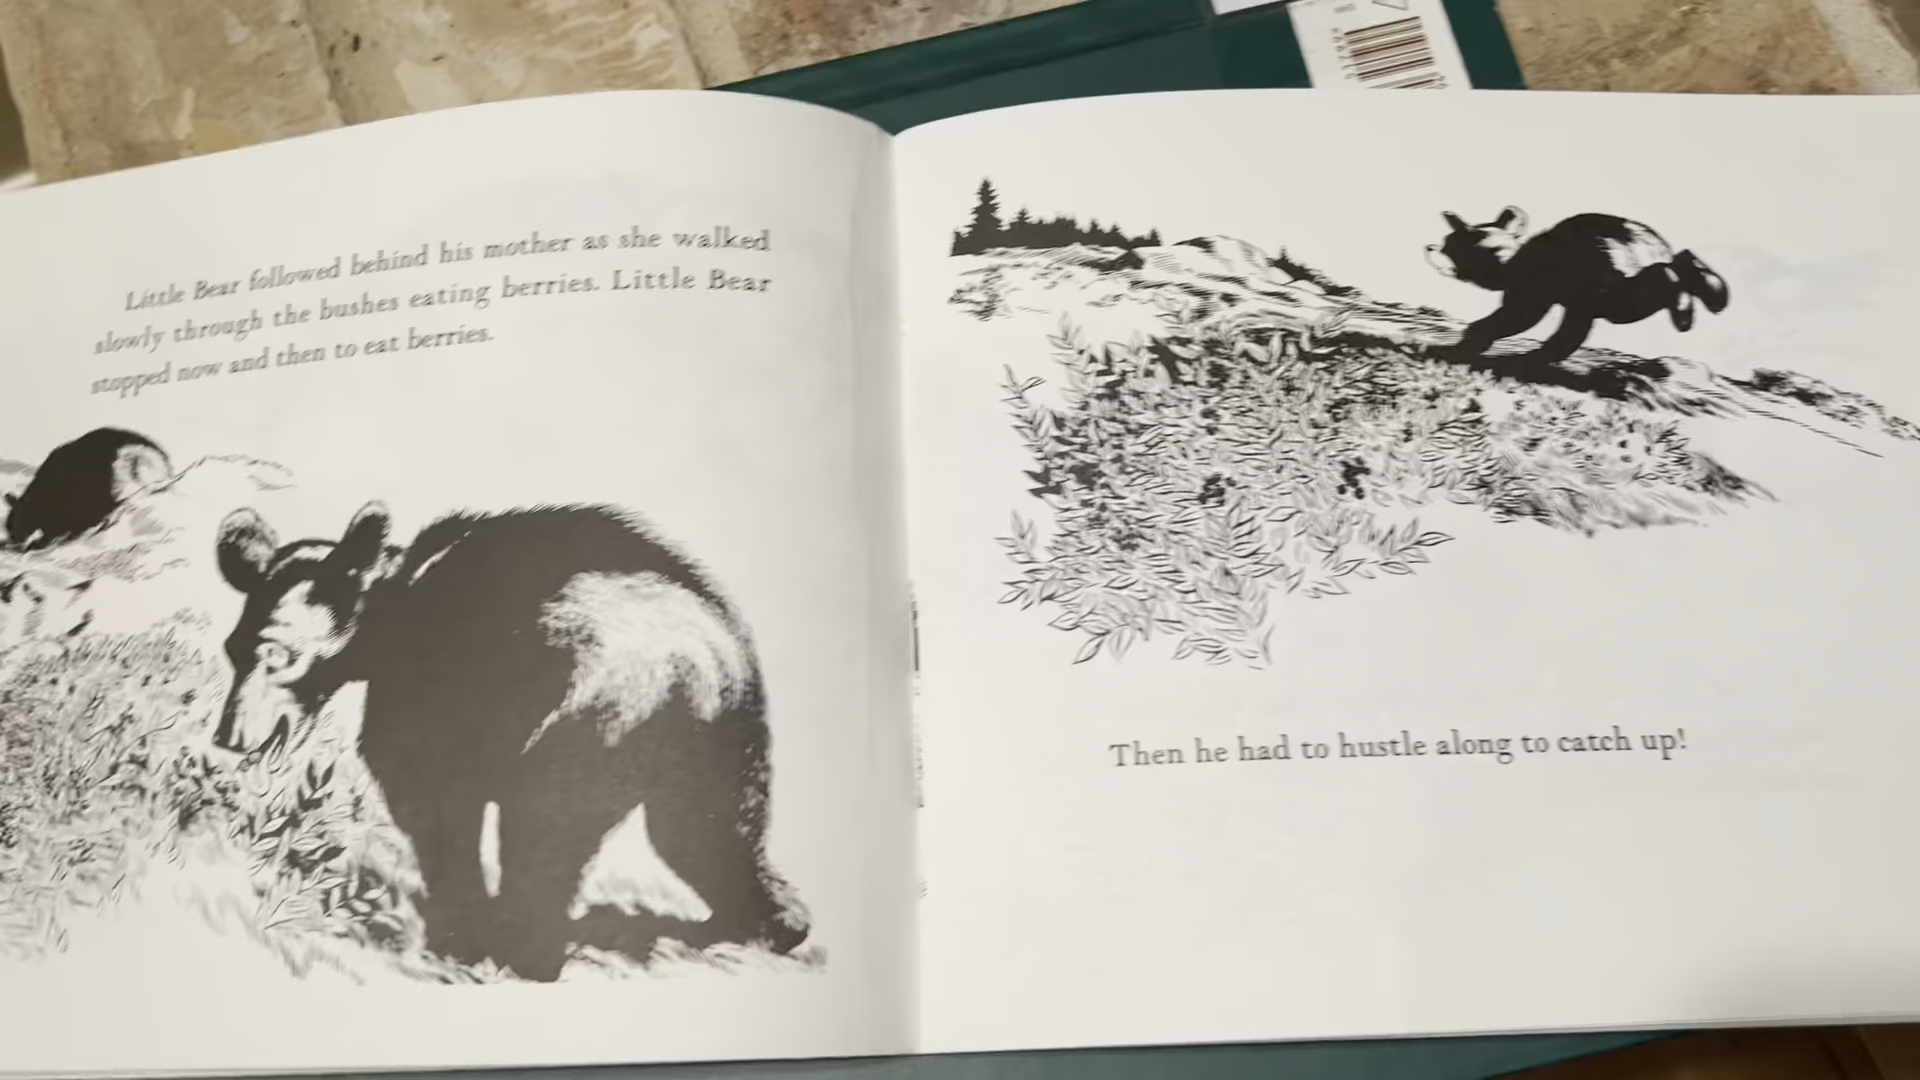 Little Bear followed behind his mother as she walked
slowly through the bushes eating berries. Little Bear
stopped now and then to eat berries.
Then he had to hustle along to catch up!